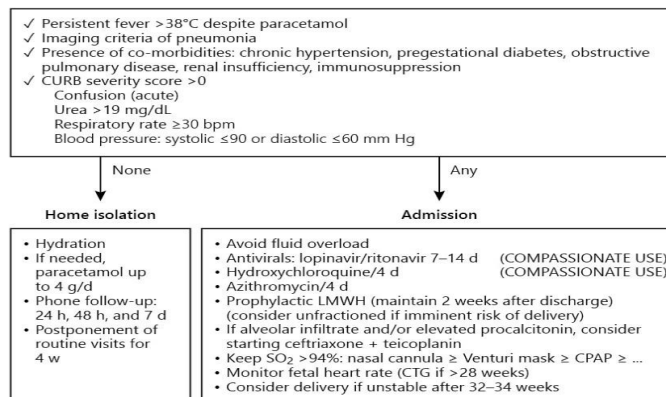 ✓ Persistent fever >38°C despite paracetamol
✓ Imaging criteria of pneumonia
✓ Presence of co-morbidities: chronic hypertension, pregestational diabetes, obstructive
pulmonary disease, renal insufficiency, immunosuppression
✓ CURB severity score >0
Confusion (acute)
Urea >19 mg/dL
Respiratory rate ≥30 bpm
Blood pressure: systolic ≤90 or diastolic ≤60 mm Hg
None
Any
Home isolation
• Hydration
• If needed,
paracetamol up
to 4 g/d
• Phone follow-up:
24 h, 48 h, and 7 d
• Postponement of
routine visits for
4 w
Admission
• Avoid fluid overload
• Antivirals: lopinavir/ritonavir 7–14 d (COMPASSIONATE USE)
• Hydroxychloroquine/4 d (COMPASSIONATE USE)
• Azithromycin/4 d
• Prophylactic LMWH (maintain 2 weeks after discharge)
(consider unfractioned if imminent risk of delivery)
• If alveolar infiltrate and/or elevated procalcitonin, consider
starting ceftriaxone + teicoplanin
• Keep SO2 >94%: nasal cannula ≥ Venturi mask ≥ CPAP ≥ ...
• Monitor fetal heart rate (CTG if >28 weeks)
• Consider delivery if unstable after 32–34 weeks